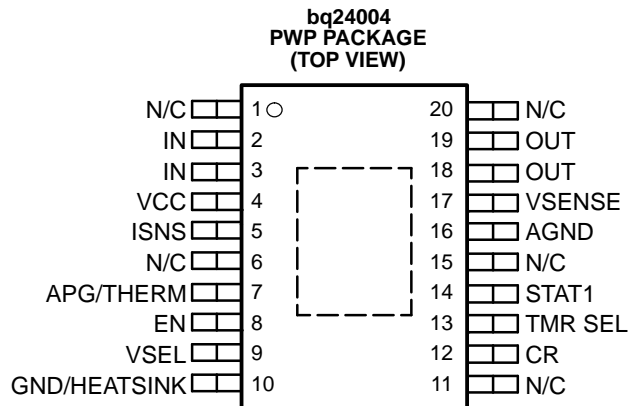 bq24004
PWP PACKAGE
(TOP VIEW)
N/C 1 20 N/C
IN 2 19 OUT
IN 3 18 OUT
VCC 4 17 VSENSE
ISNS 5 16 AGND
N/C 6 15 N/C
APG/THERM 7 14 STAT1
EN 8 13 TMR SEL
VSEL 9 12 CR
GND/HEATSINK 10 11 N/C